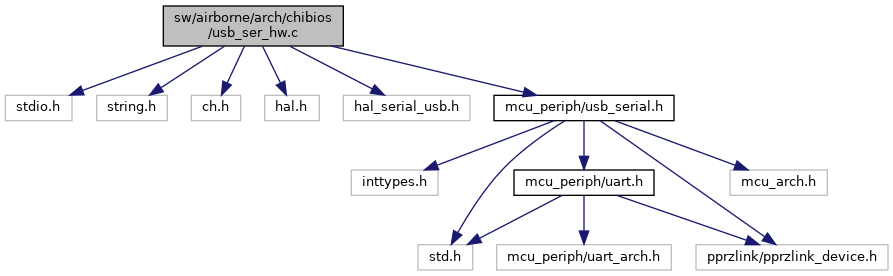 sw/airborne/arch/chibios
/usb_ser_hw.c
stdio.h
string.h
ch.h
hal.h
hal_serial_usb.h
mcu_periph/usb_serial.h
inttypes.h
mcu_periph/uart.h
mcu_arch.h
std.h
mcu_periph/uart_arch.h
pprzlink/pprzlink_device.h